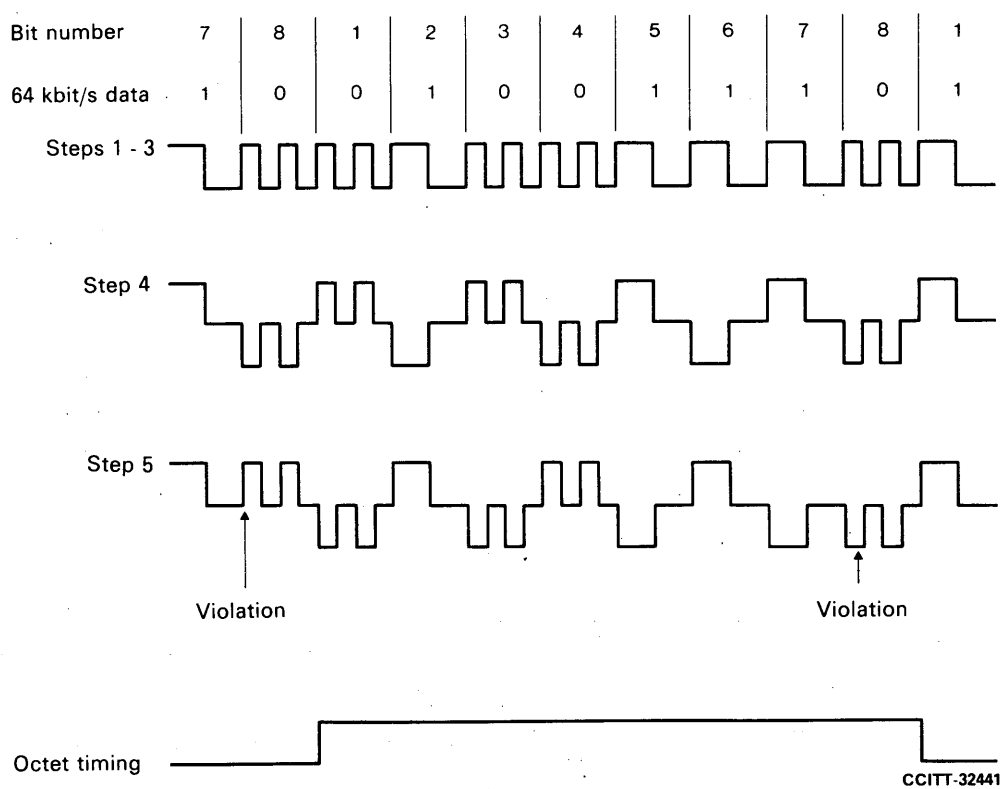 Bit number 7 8 1 2 3 4 5 6 7 8 1
64 kbit/s data 1 0 0 1 0 0 1 1 1 0 1
Steps 1 - 3
Step 4
Step 5
Violation Violation
Octet timing
CCITT-32441